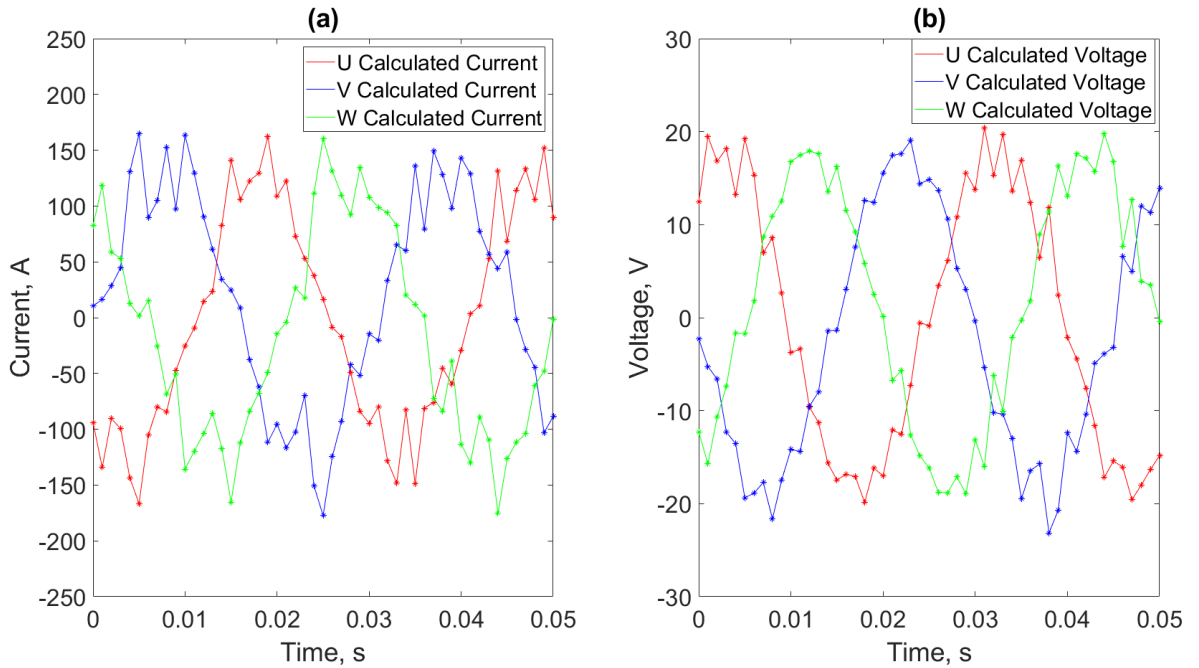 (a)
250
200
150
100
50
0
-50
-100
-150
-200
-250
Current, A
0 0.01 0.02 0.03 0.04 0.05
Time, s
U Calculated Current
V Calculated Current
W Calculated Current
(b)
30
20
10
0
-10
-20
-30
Voltage, V
0 0.01 0.02 0.03 0.04 0.05
Time, s
U Calculated Voltage
V Calculated Voltage
W Calculated Voltage